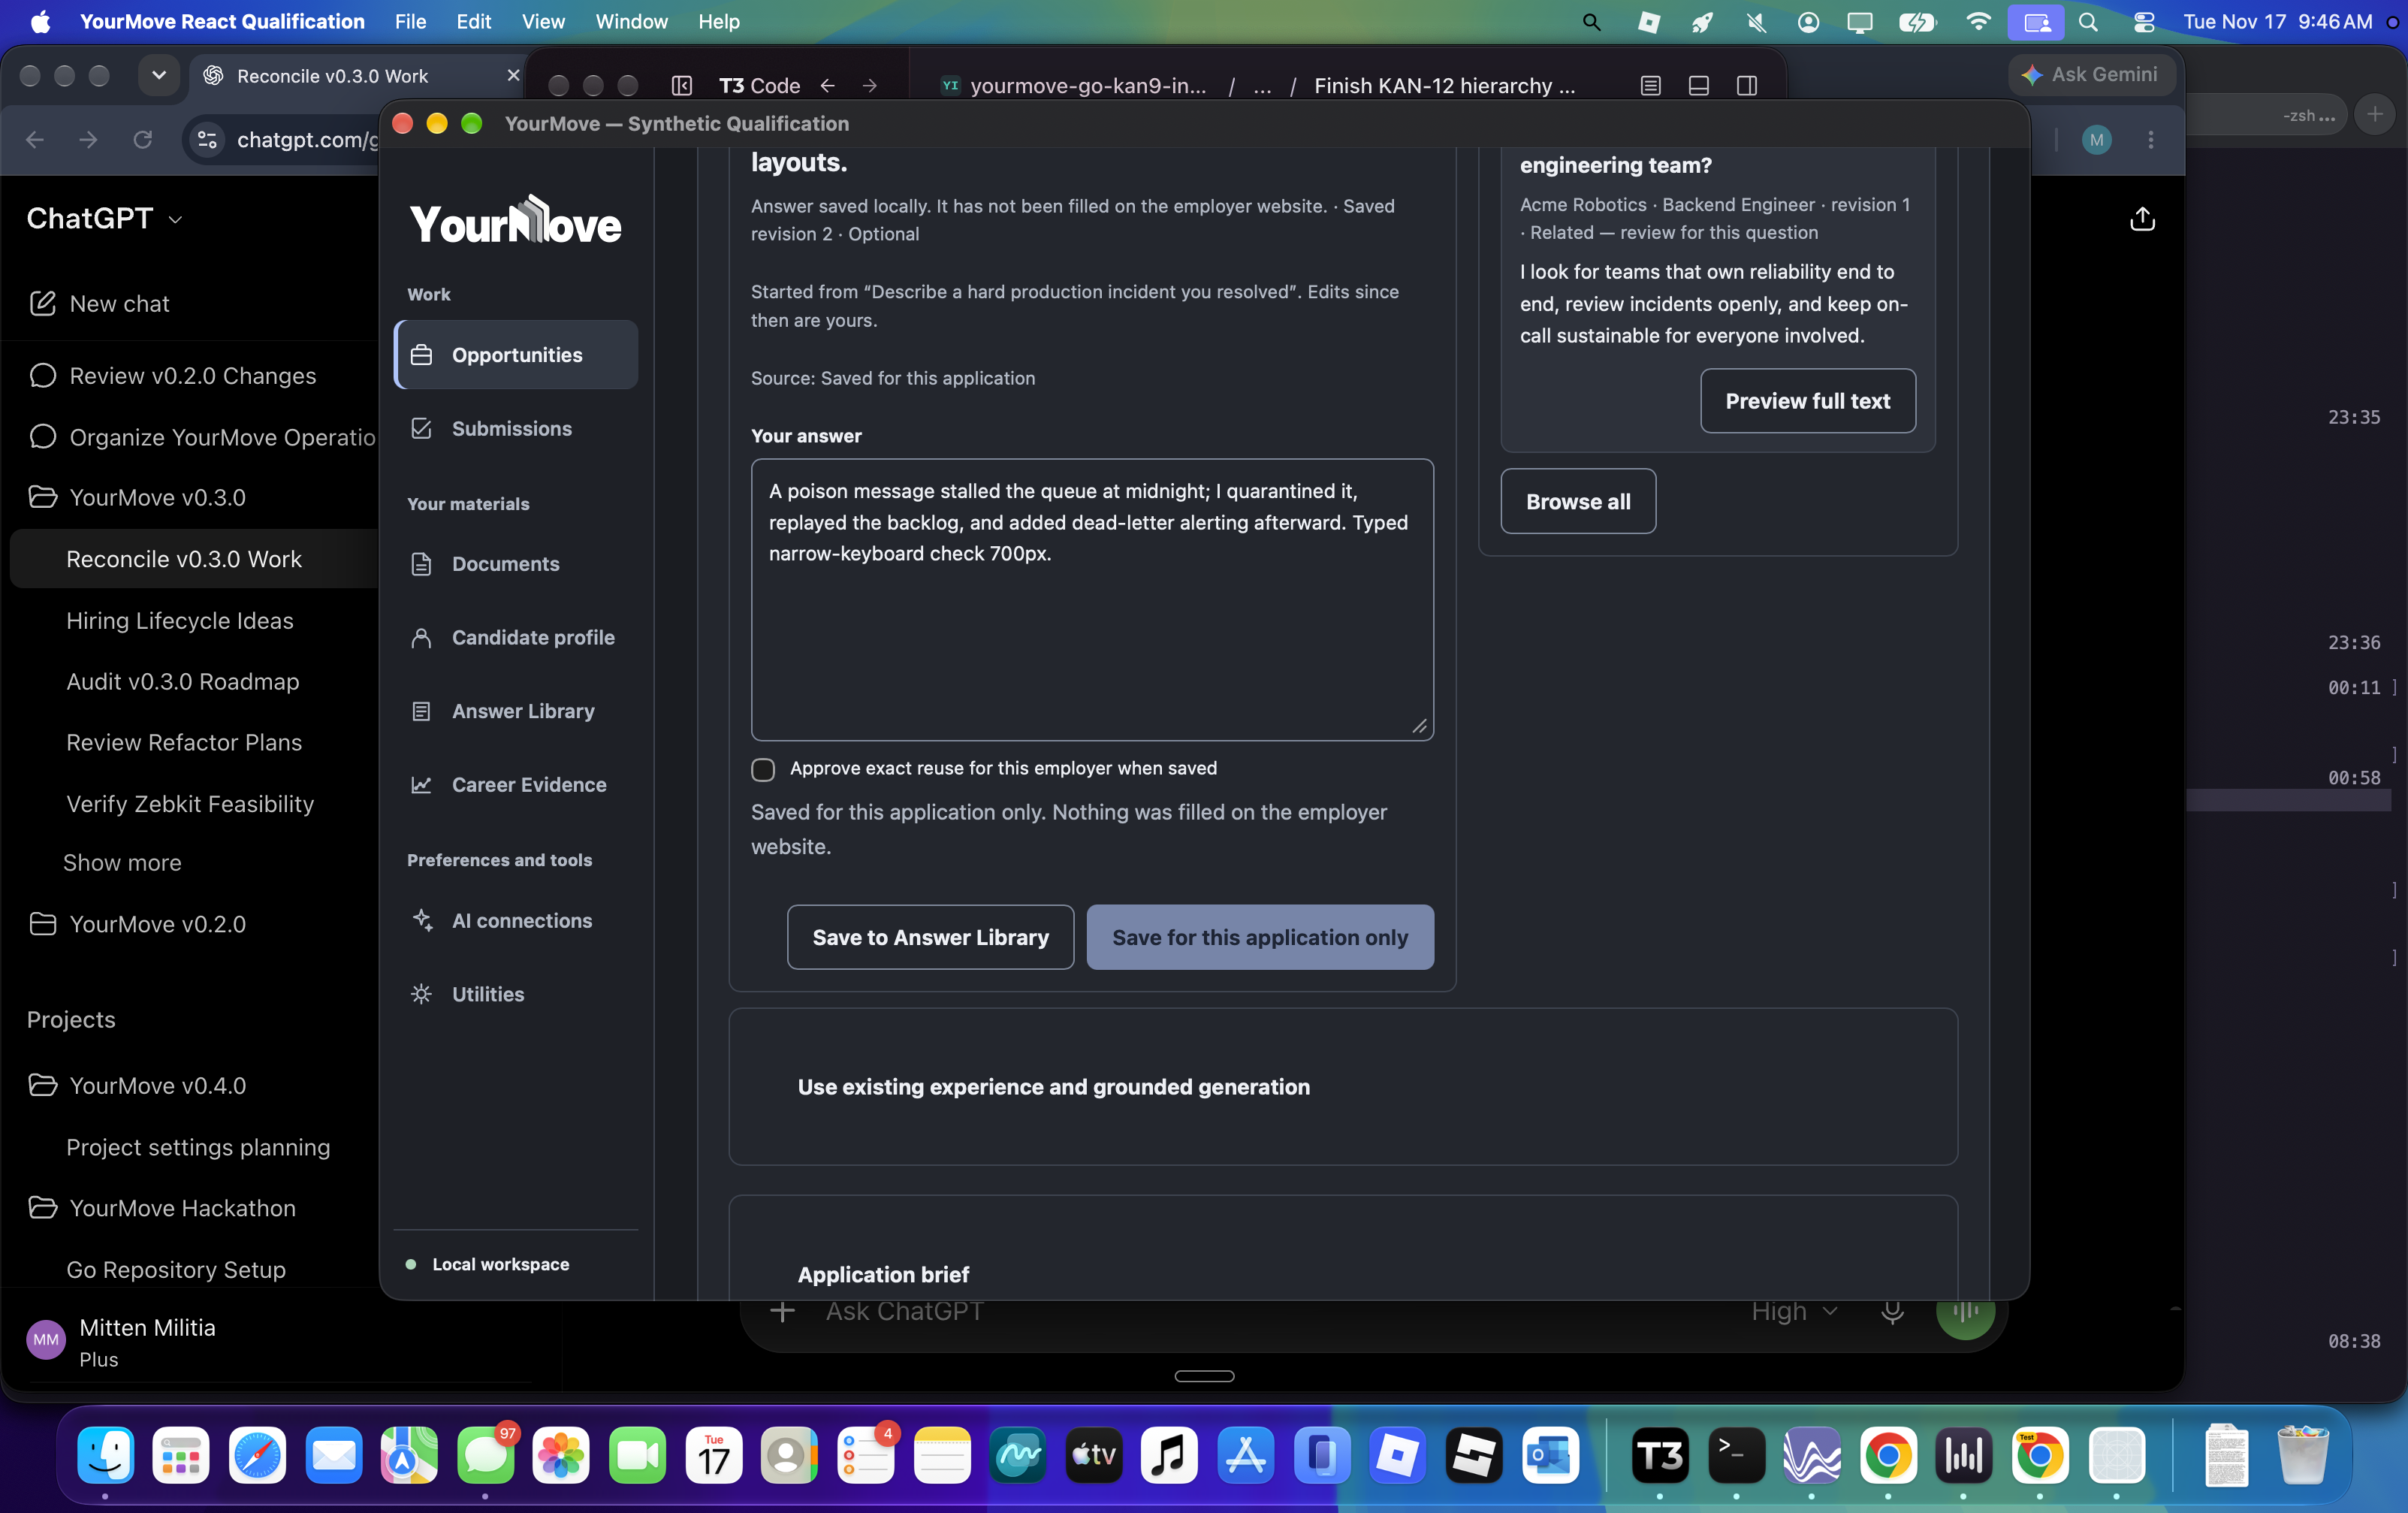 YourMove React Qualification File Edit View Window Help
Tue Nov 17 9:46 AM
Reconcile v0.3.0 Work
T3 Code
YI yourmove-go-kan9-in... / ... / Finish KAN-12 hierarchy ...
Ask Gemini
chatgpt.com/g
-zsh ...
M
ChatGPT
New chat
Review v0.2.0 Changes
Organize YourMove Operatio
YourMove v0.3.0
Reconcile v0.3.0 Work
Hiring Lifecycle Ideas
Audit v0.3.0 Roadmap
Review Refactor Plans
Verify Zebkit Feasibility
Show more
YourMove v0.2.0
Projects
YourMove v0.4.0
Project settings planning
YourMove Hackathon
Go Repository Setup
MM
Mitten Militia
Plus
YourMove — Synthetic Qualification
YourMove
Work
Opportunities
Submissions
Your materials
Documents
Candidate profile
Answer Library
Career Evidence
Preferences and tools
AI connections
Utilities
Local workspace
layouts.
Answer saved locally. It has not been filled on the employer website. · Saved
revision 2 · Optional
Started from “Describe a hard production incident you resolved”. Edits since
then are yours.
Source: Saved for this application
Your answer
A poison message stalled the queue at midnight; I quarantined it,
replayed the backlog, and added dead-letter alerting afterward. Typed
narrow-keyboard check 700px.
Approve exact reuse for this employer when saved
Saved for this application only. Nothing was filled on the employer
website.
Save to Answer Library
Save for this application only
Use existing experience and grounded generation
Application brief
engineering team?
Acme Robotics · Backend Engineer · revision 1
· Related — review for this question
I look for teams that own reliability end to
end, review incidents openly, and keep on-
call sustainable for everyone involved.
Preview full text
Browse all
Ask ChatGPT
High
23:35
23:36
00:11 ]
]
00:58
]
]
08:38
97
Tue
17
4
tv
T3
Test